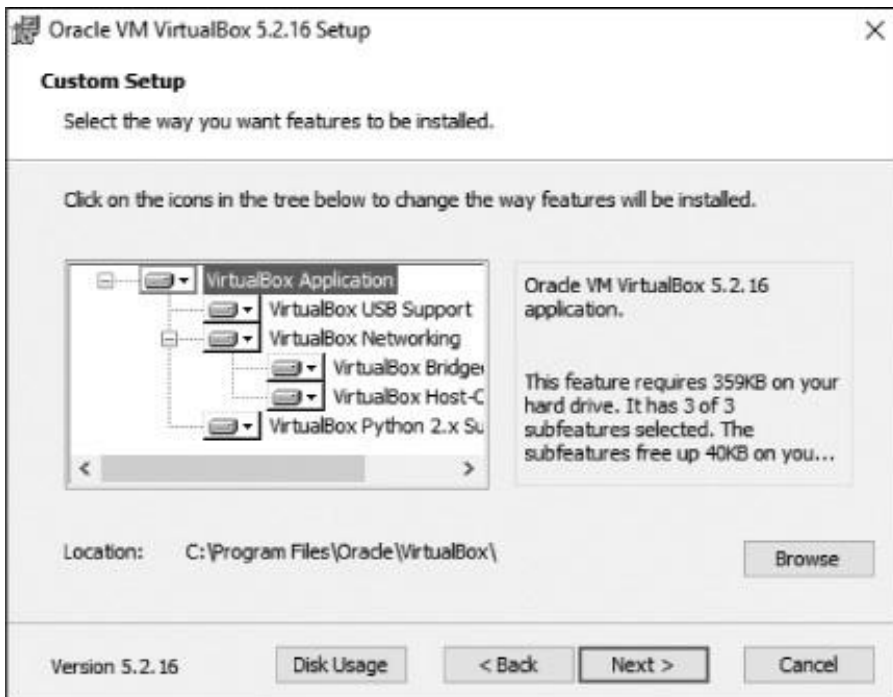 Oracle VM VirtualBox 5.2.16 Setup
Custom Setup
Select the way you want features to be installed.
Click on the icons in the tree below to change the way features will be installed.
VirtualBox Application
VirtualBox USB Support
VirtualBox Networking
VirtualBox Bridge
VirtualBox Host-
VirtualBox Python 2.x Su
Oracle VM VirtualBox 5.2.16
application.
This feature requires 359KB on your
hard drive. It has 3 of 3
subfeatures selected. The
subfeatures free up 40KB on you...
Location: C:\Program Files\Oracle\VirtualBox\
Browse
Version 5.2.16
Disk Usage
< Back
Next >
Cancel